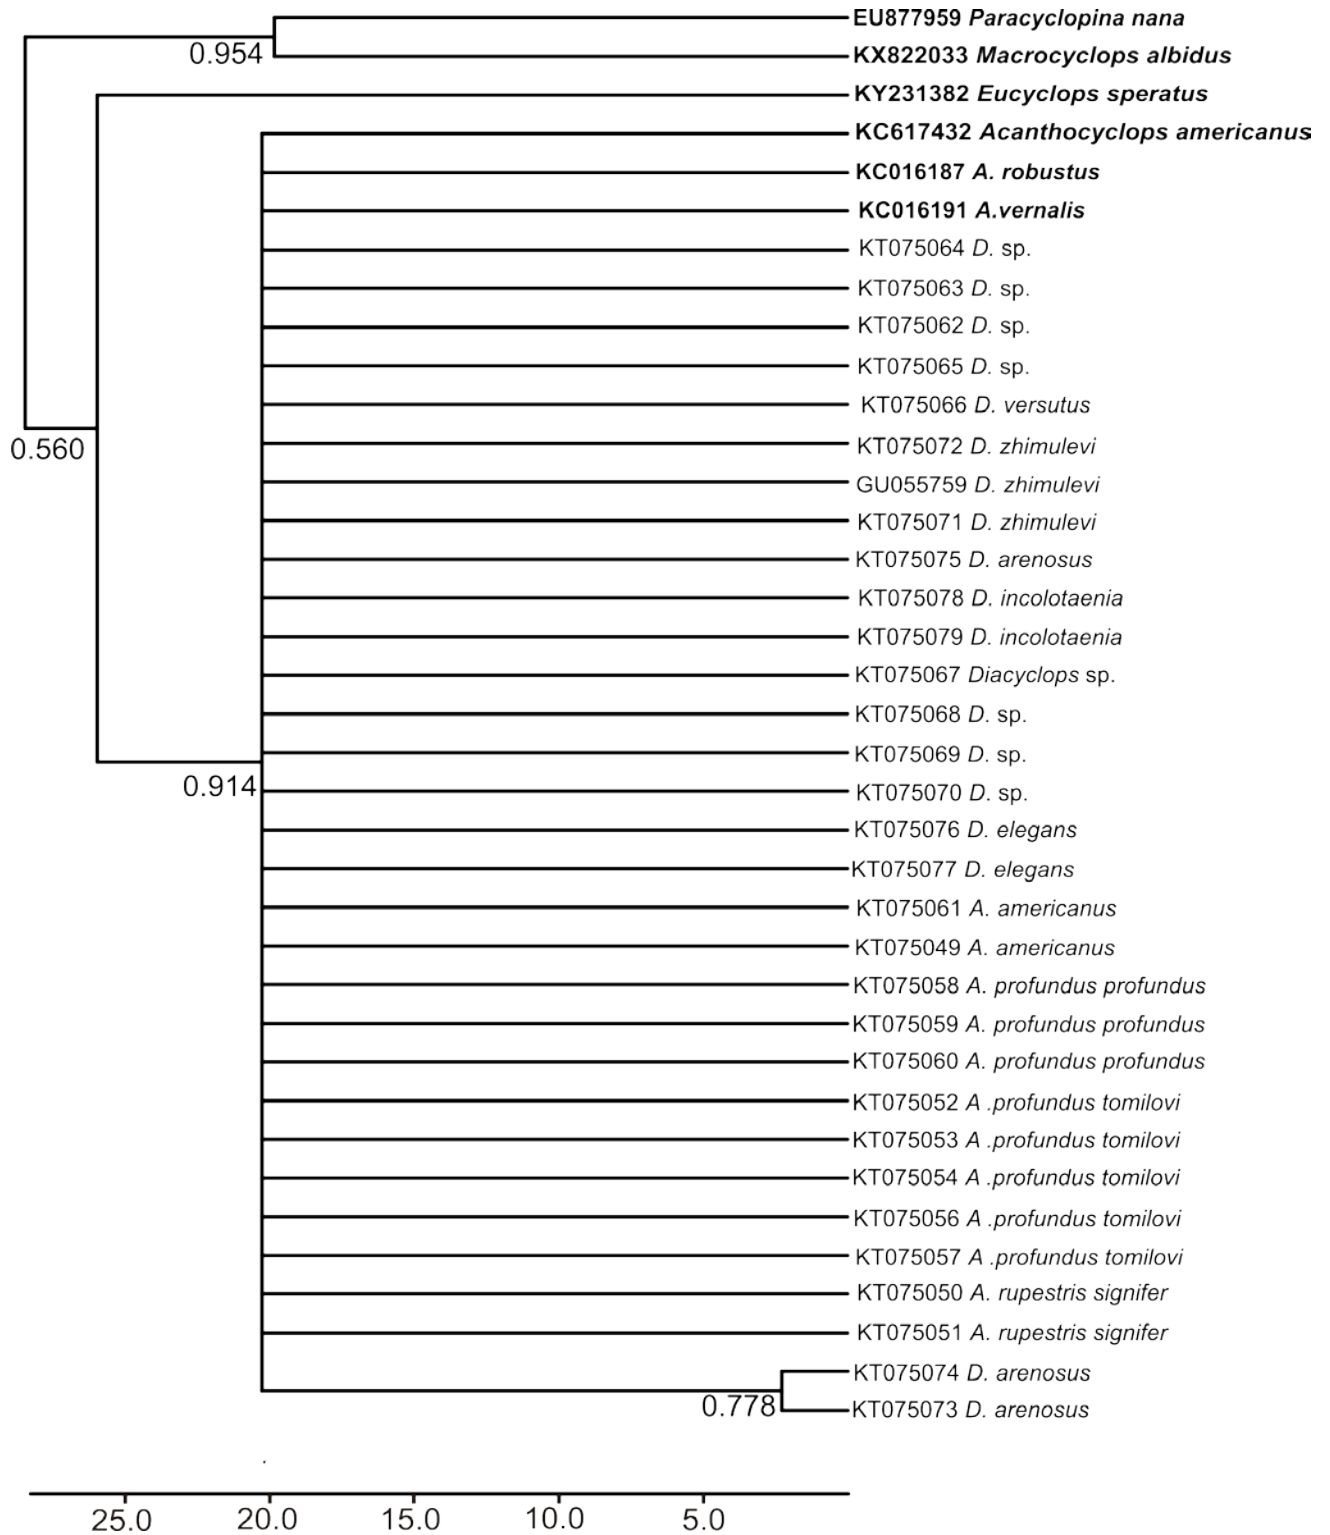 EU877959 Paracyclopina nana
0.954
KX822033 Macrocyclops albidus
KY231382 Eucyclops speratus
KC617432 Acanthocyclops americanus
KC016187 A. robustus
KC016191 A.vernalis
KT075064 D. sp.
KT075063 D. sp.
KT075062 D. sp.
KT075065 D. sp.
KT075066 D. versutus
0.560
KT075072 D. zhimulevi
GU055759 D. zhimulevi
KT075071 D. zhimulevi
KT075075 D. arenosus
KT075078 D. incolotaenia
KT075079 D. incolotaenia
KT075067 Diacyclops sp.
KT075068 D. sp.
KT075069 D. sp.
0.914
KT075070 D. sp.
KT075076 D. elegans
KT075077 D. elegans
KT075061 A. americanus
KT075049 A. americanus
KT075058 A. profundus profundus
KT075059 A. profundus profundus
KT075060 A. profundus profundus
KT075052 A .profundus tomilovi
KT075053 A .profundus tomilovi
KT075054 A .profundus tomilovi
KT075056 A .profundus tomilovi
KT075057 A .profundus tomilovi
KT075050 A. rupestris signifer
KT075051 A. rupestris signifer
KT075074 D. arenosus
0.778
KT075073 D. arenosus
25.0 20.0 15.0 10.0 5.0